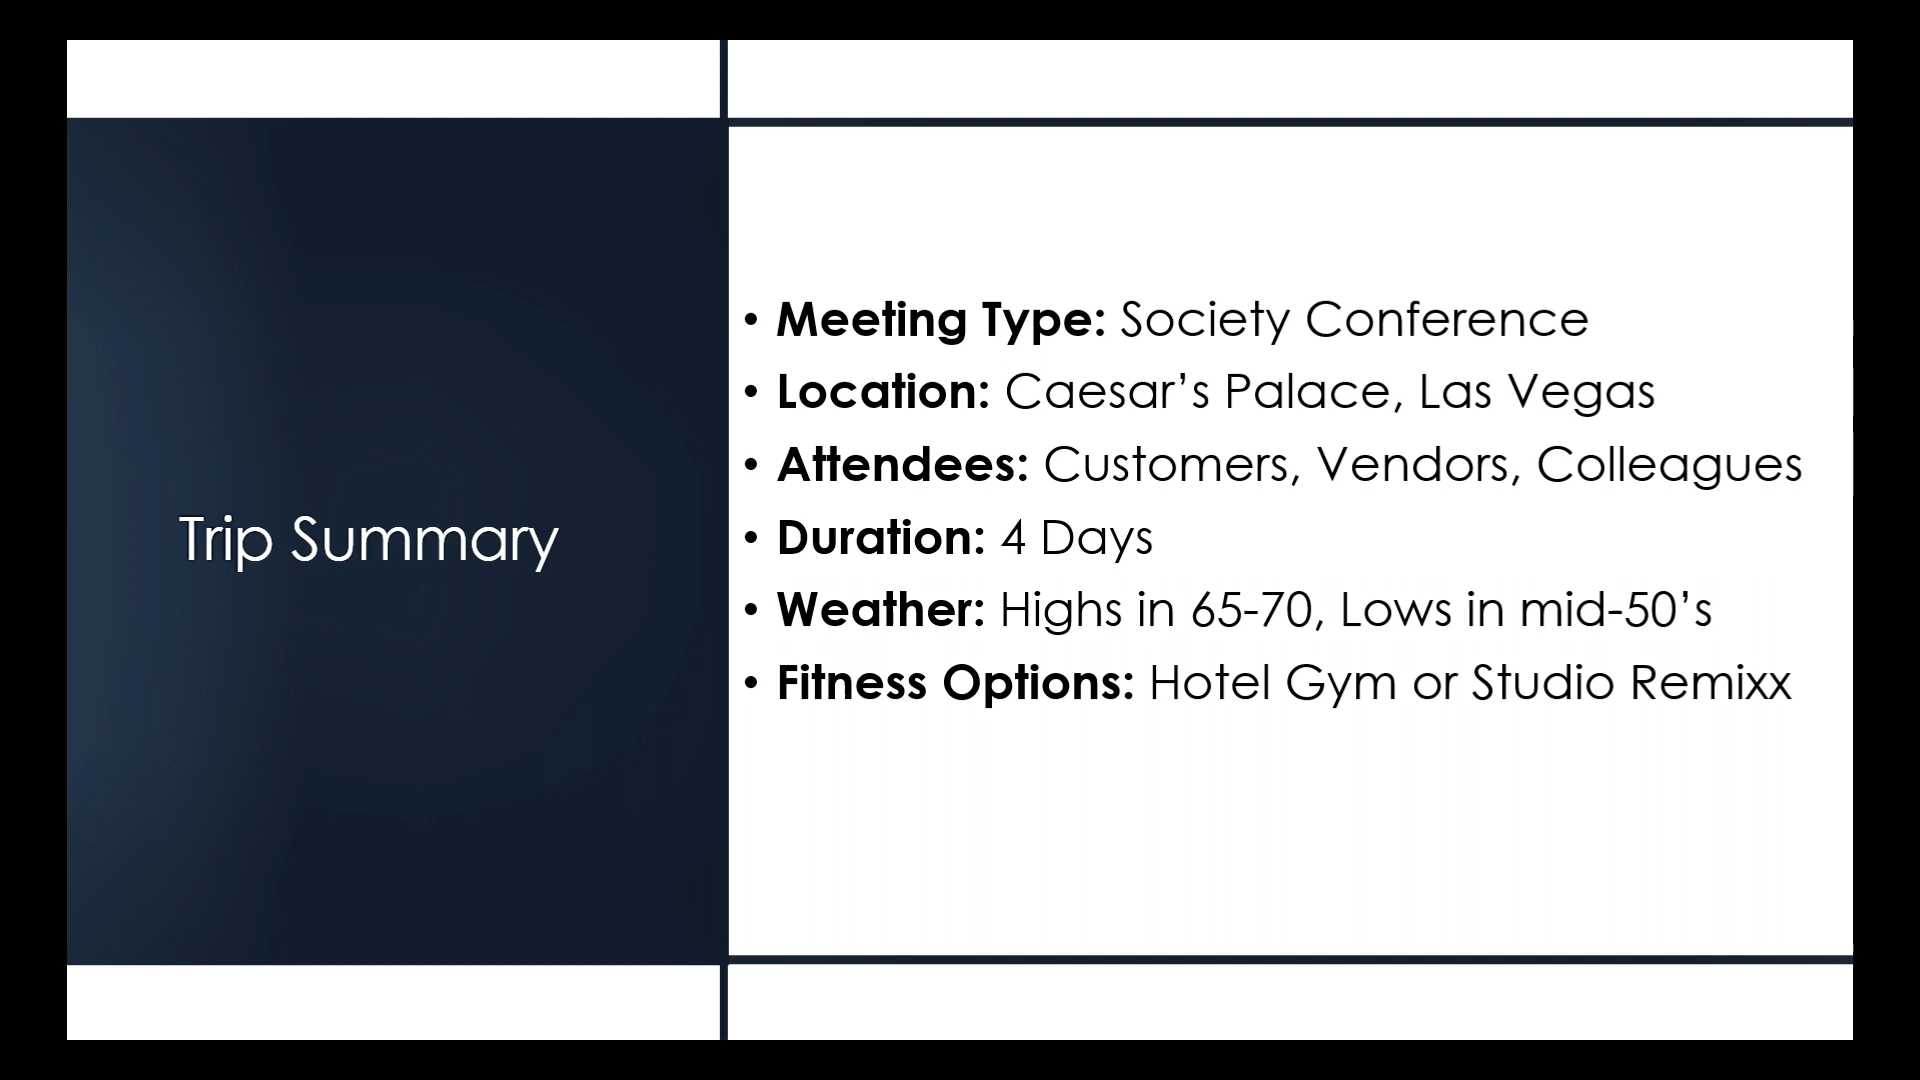 Trip Summary
• Meeting Type: Society Conference
• Location: Caesar’s Palace, Las Vegas
• Attendees: Customers, Vendors, Colleagues
• Duration: 4 Days
• Weather: Highs in 65-70, Lows in mid-50’s
• Fitness Options: Hotel Gym or Studio Remixx